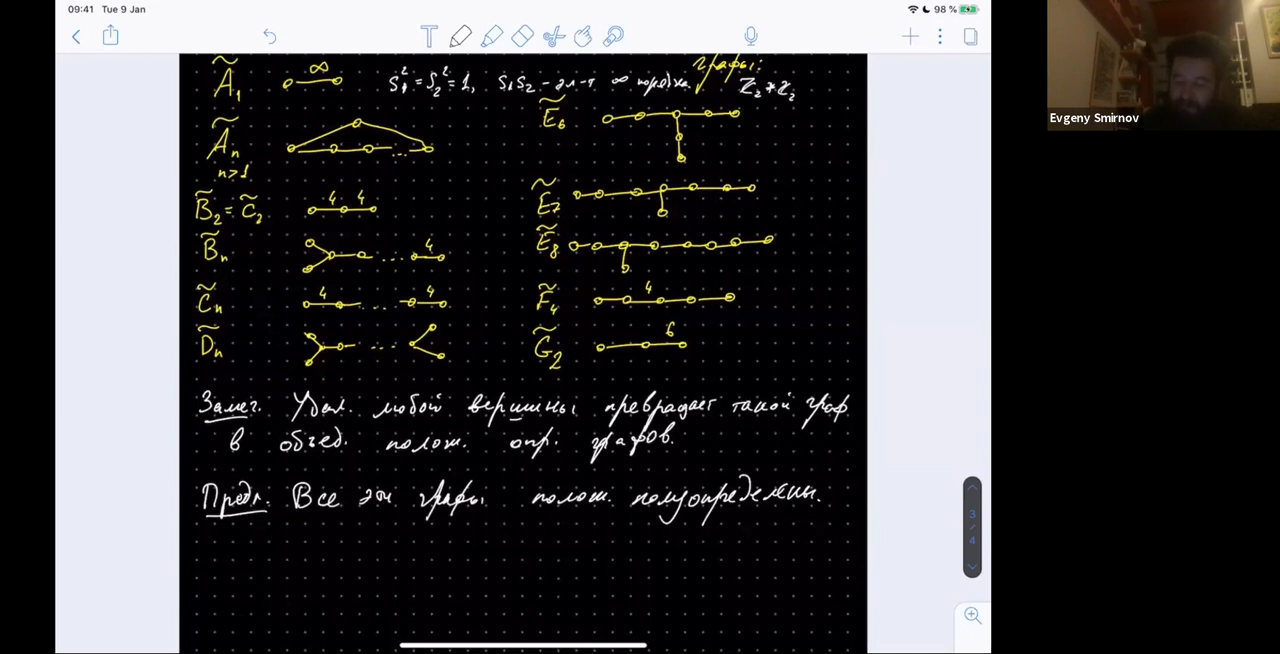 09:41 Tue 9 Jan
98 %
Evgeny Smirnov
графы:
Ã₁ ∞ S₁² = S₂² = 1, S₁S₂ - эл-т ∞ порядка ℤ₂ * ℤ₂
Ãₙ
n>1
B̃₂ = C̃₂ 4 4
B̃ₙ ... 4
C̃ₙ 4 ... 4
D̃ₙ ...
Ẽ₆
Ẽ₇
Ẽ₈
F̃₄ 4
G̃₂ 6
Замеч. Удал. любой вершины превращает такой граф
в объед. полож. опр. графов.
Предл. Все эти графы полож. полуопределены.
3
/
4